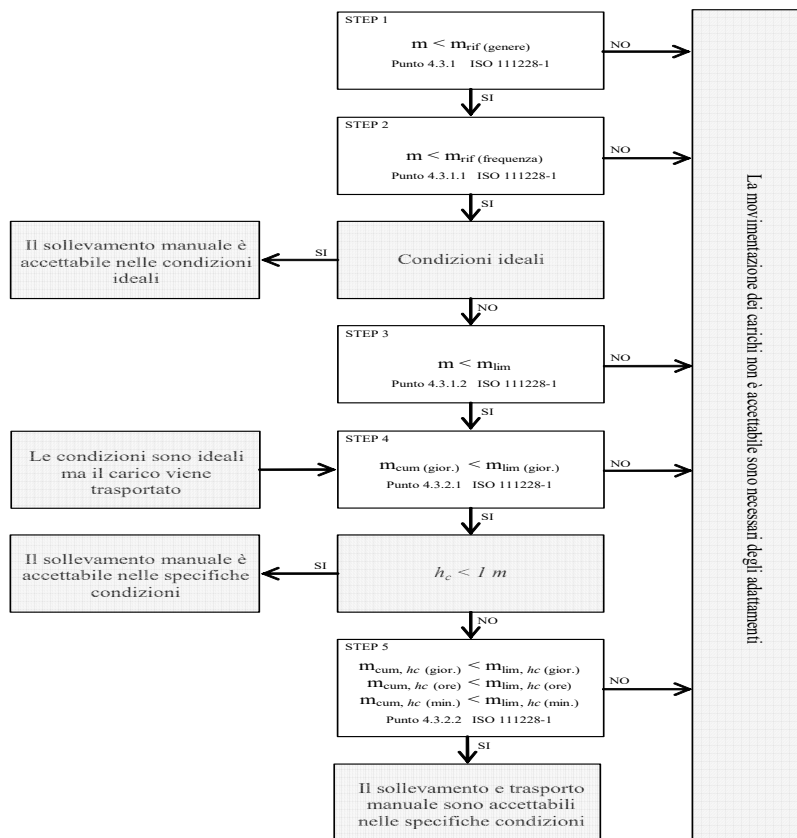 STEP 1
m < mrif (genere)
Punto 4.3.1 ISO 111228-1
NO
SI
STEP 2
m < mrif (frequenza)
Punto 4.3.1.1 ISO 111228-1
NO
SI
Il sollevamento manuale è
accettabile nelle condizioni
ideali
SI
Condizioni ideali
NO
STEP 3
m < mlim
Punto 4.3.1.2 ISO 111228-1
NO
SI
Le condizioni sono ideali
ma il carico viene
trasportato
STEP 4
mcum (gior.) < mlim (gior.)
Punto 4.3.2.1 ISO 111228-1
NO
SI
Il sollevamento manuale è
accettabile nelle specifiche
condizioni
SI
hc < 1 m
NO
STEP 5
mcum, hc (gior.) < mlim, hc (gior.)
mcum, hc (ore) < mlim, hc (ore)
mcum, hc (min.) < mlim, hc (min.)
Punto 4.3.2.2 ISO 111228-1
NO
SI
Il sollevamento e trasporto
manuale sono accettabili
nelle specifiche condizioni
La movimentazione dei carichi non è accettabile sono necessari degli adattamenti